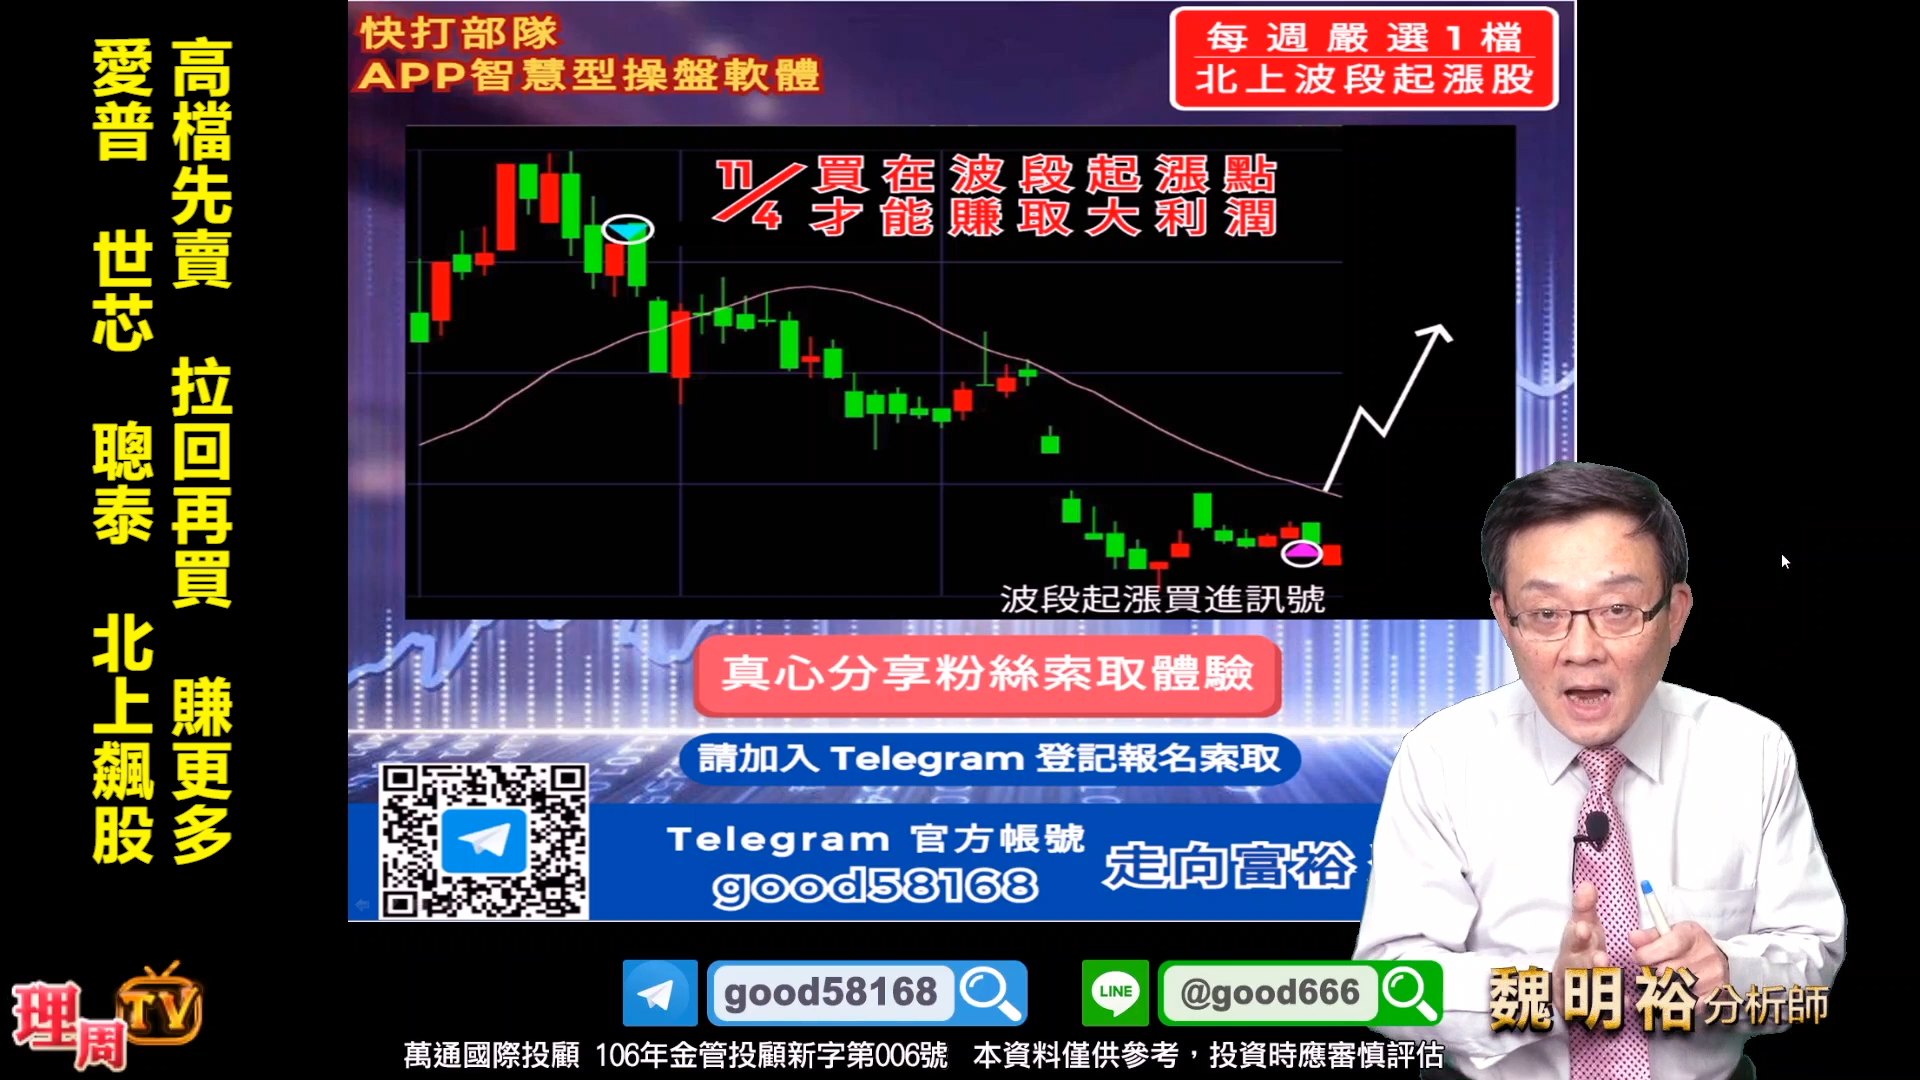 高檔先賣 拉回再買 賺更多
愛普 世芯 聰泰 北上飆股
快打部隊
APP智慧型操盤軟體
每週嚴選1檔
北上波段起漲股
11/4 買在波段起漲點
才能賺取大利潤
波段起漲買進訊號
真心分享粉絲索取體驗
請加入 Telegram 登記報名索取
Telegram 官方帳號
good58168
走向富裕
good58168
LINE
@good666
魏明裕分析師
理周TV
萬通國際投顧 106年金管投顧新字第006號 本資料僅供參考，投資時應審慎評估